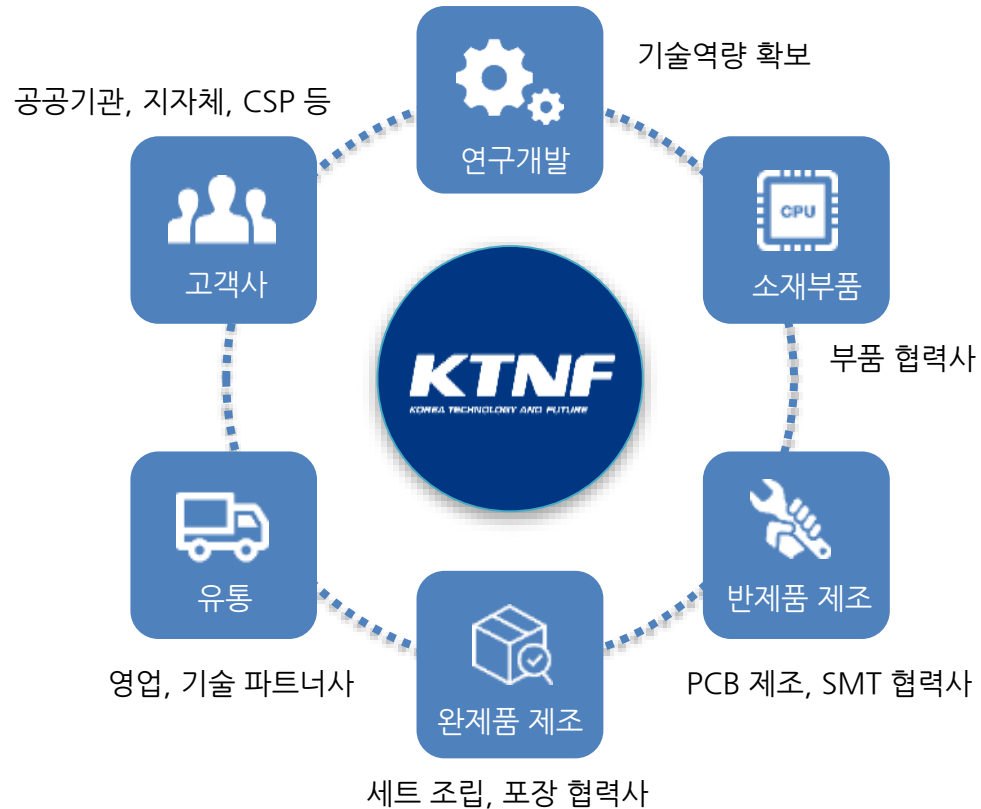 기술역량 확보
공공기관, 지자체, CSP 등
연구개발
CPU
고객사
소재부품
KTNF
KOREA TECHNOLOGY AND FUTURE
부품 협력사
유통
반제품 제조
영업, 기술 파트너사
PCB 제조, SMT 협력사
완제품 제조
세트 조립, 포장 협력사